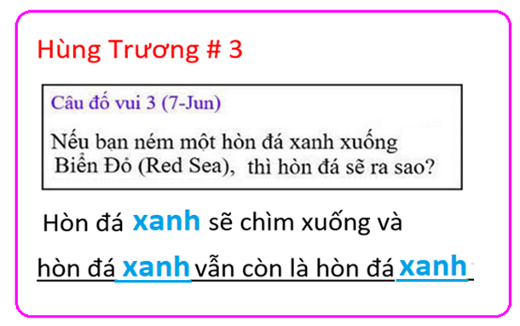 Hùng Trương # 3
Câu đố vui 3 (7-Jun)
Nếu bạn ném một hòn đá xanh xuống
Biển Đỏ (Red Sea), thì hòn đá sẽ ra sao?
Hòn đá xanh sẽ chìm xuống và
hòn đá xanh vẫn còn là hòn đá xanh.